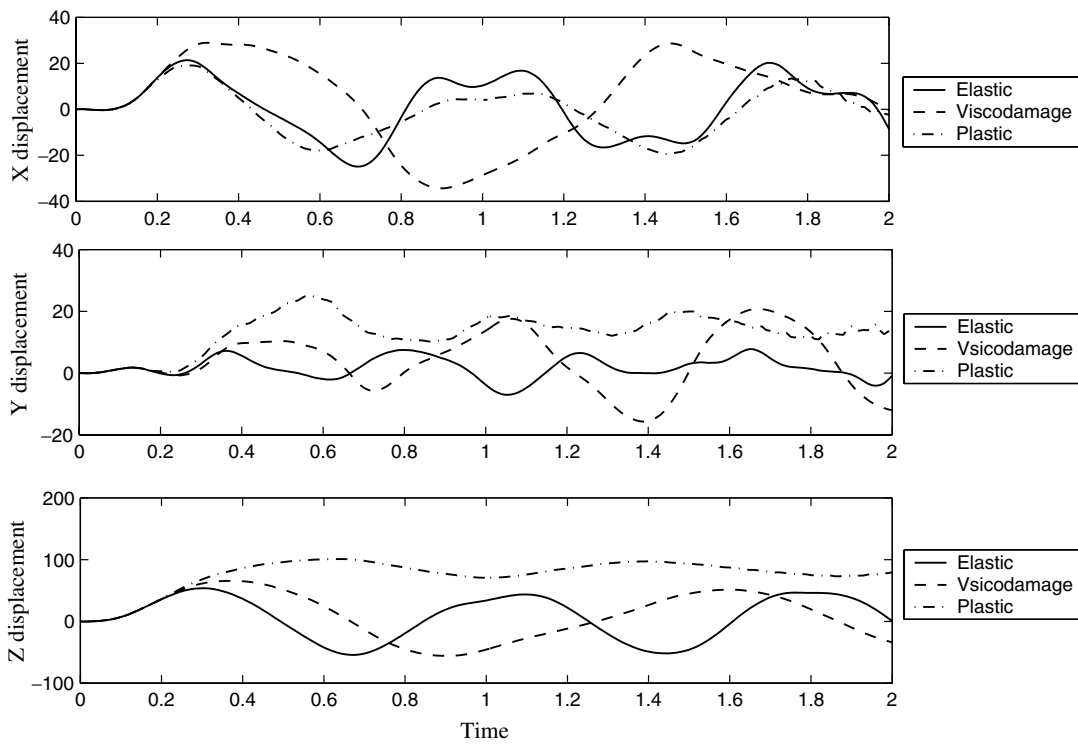 40
20
0
−20
−40
X displacement
0 0.2 0.4 0.6 0.8 1 1.2 1.4 1.6 1.8 2
Elastic
Viscodamage
Plastic
40
20
0
−20
Y displacement
0 0.2 0.4 0.6 0.8 1 1.2 1.4 1.6 1.8 2
Elastic
Vsicodamage
Plastic
200
100
0
−100
Z displacement
0 0.2 0.4 0.6 0.8 1 1.2 1.4 1.6 1.8 2
Time
Elastic
Vsicodamage
Plastic